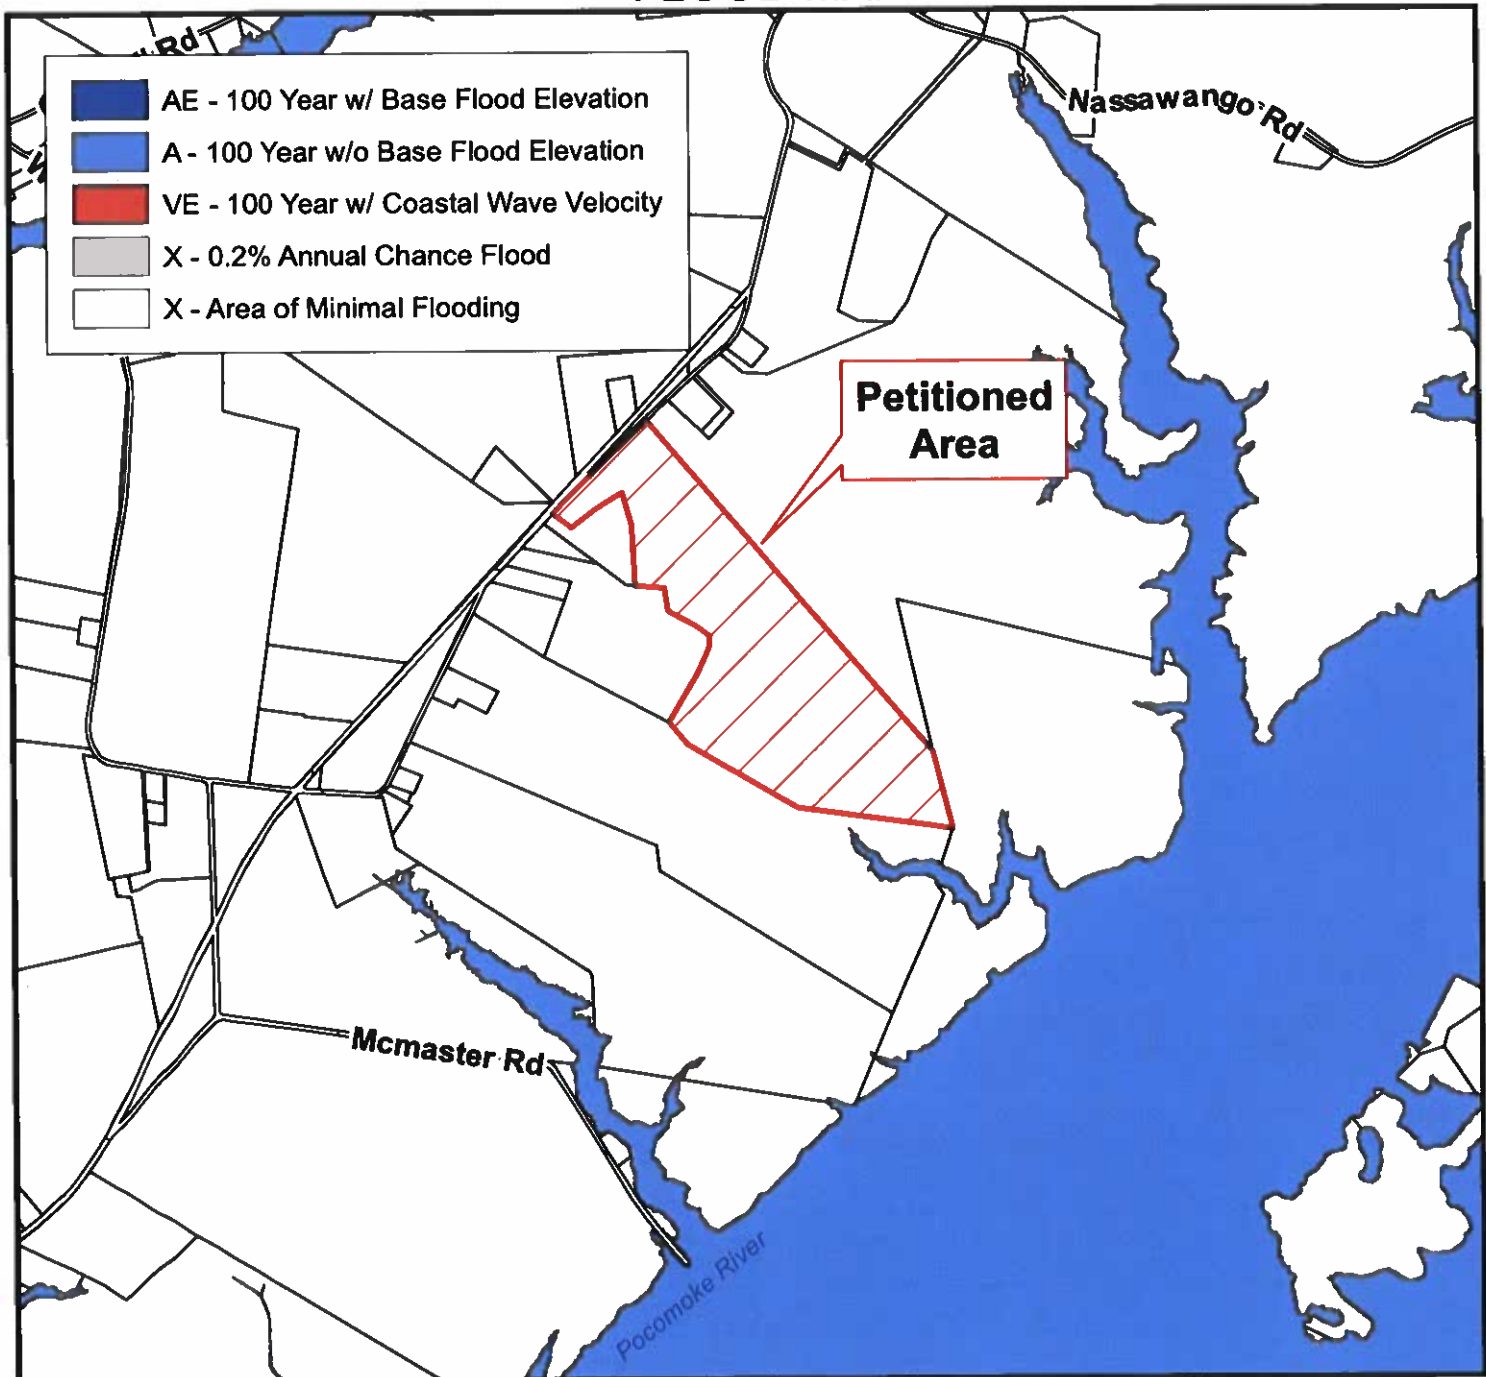 Rd
AE - 100 Year w/ Base Flood Elevation
A - 100 Year w/o Base Flood Elevation
VE - 100 Year w/ Coastal Wave Velocity
X - 0.2% Annual Chance Flood
X - Area of Minimal Flooding
Nassawango Rd
Petitioned
Area
Mcmaster Rd
Pocomoke River